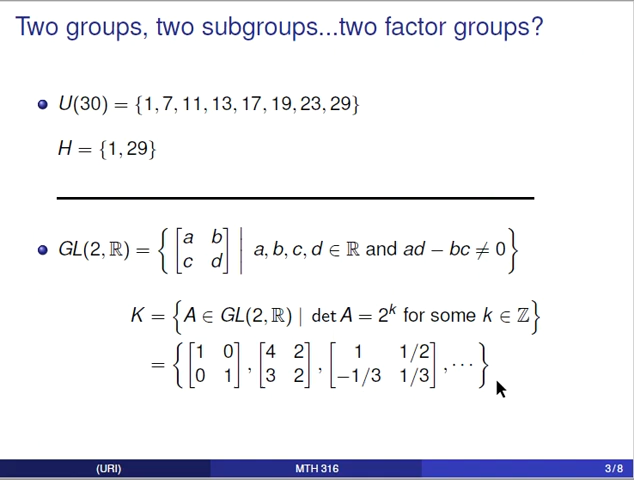 Two groups, two subgroups...two factor groups?
U(30) = {1, 7, 11, 13, 17, 19, 23, 29}
H = {1, 29}
GL(2, ℝ) = { [a b; c d] | a, b, c, d ∈ ℝ and ad − bc ≠ 0 }
K = { A ∈ GL(2, ℝ) | det A = 2^k for some k ∈ ℤ }
= { [1 0; 0 1], [4 2; 3 2], [1 1/2; −1/3 1/3], ⋯ }
(URI) MTH 316 3/8